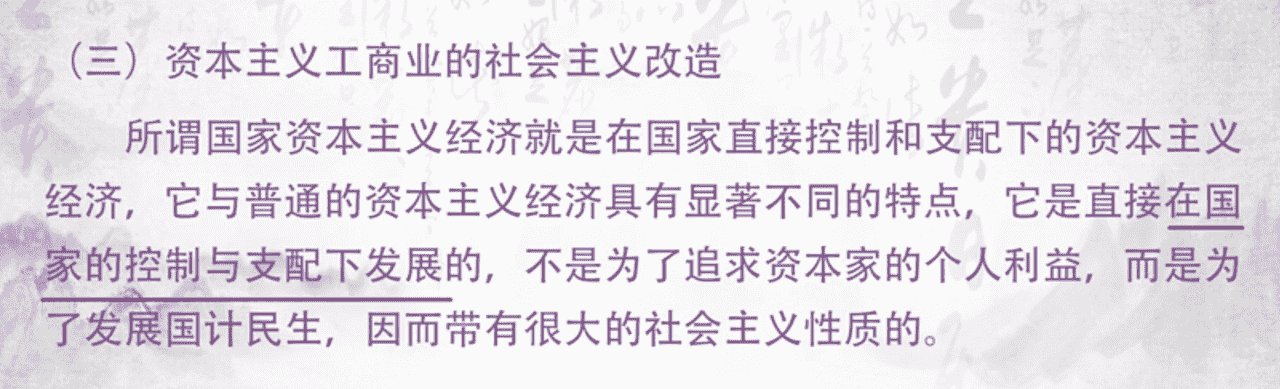 （三）资本主义工商业的社会主义改造
所谓国家资本主义经济就是在国家直接控制和支配下的资本主义
经济，它与普通的资本主义经济具有显著不同的特点，它是直接在国
家的控制与支配下发展的，不是为了追求资本家的个人利益，而是为
了发展国计民生，因而带有很大的社会主义性质的。